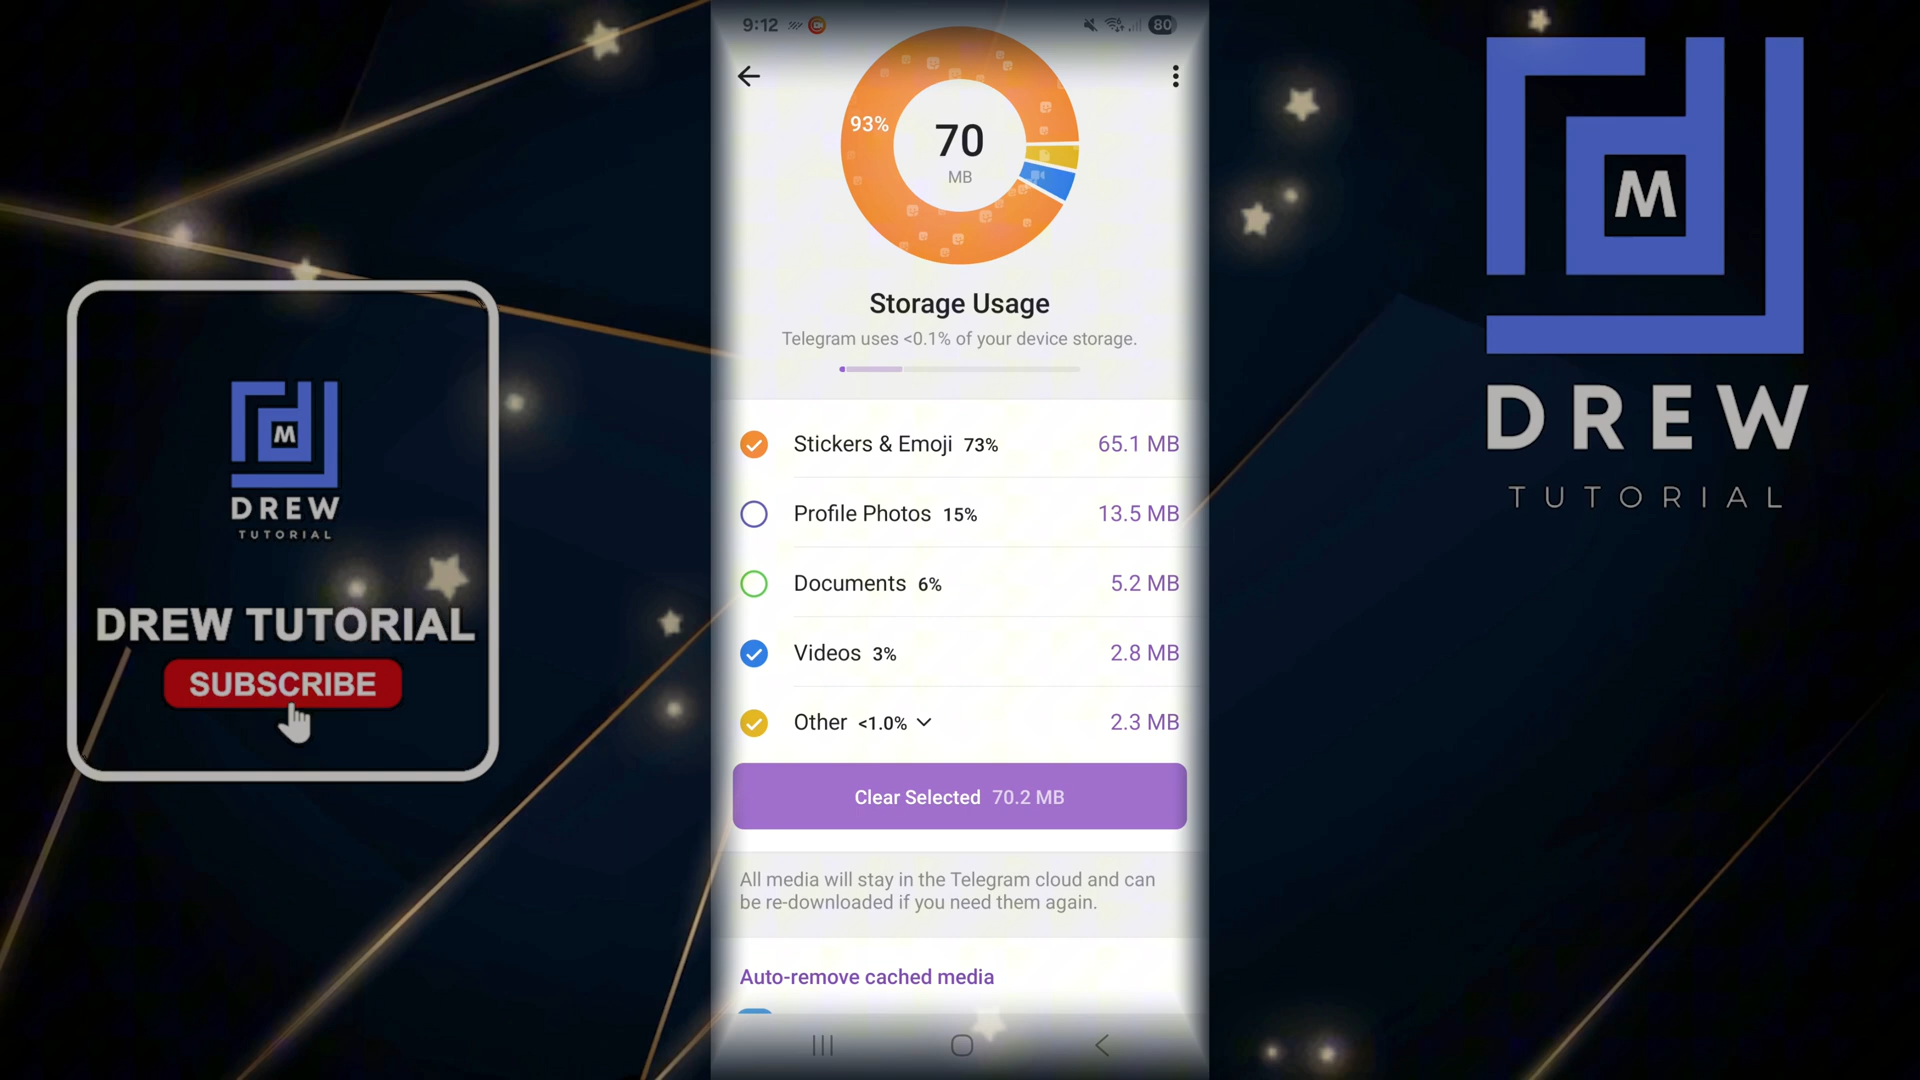 9:12
80
93%
70
MB
Storage Usage
Telegram uses <0.1% of your device storage.
Stickers & Emoji 73% 65.1 MB
Profile Photos 15% 13.5 MB
Documents 6% 5.2 MB
Videos 3% 2.8 MB
Other <1.0% 2.3 MB
Clear Selected 70.2 MB
All media will stay in the Telegram cloud and can
be re-downloaded if you need them again.
Auto-remove cached media
M
DREW
TUTORIAL
DREW TUTORIAL
SUBSCRIBE
M
DREW
TUTORIAL